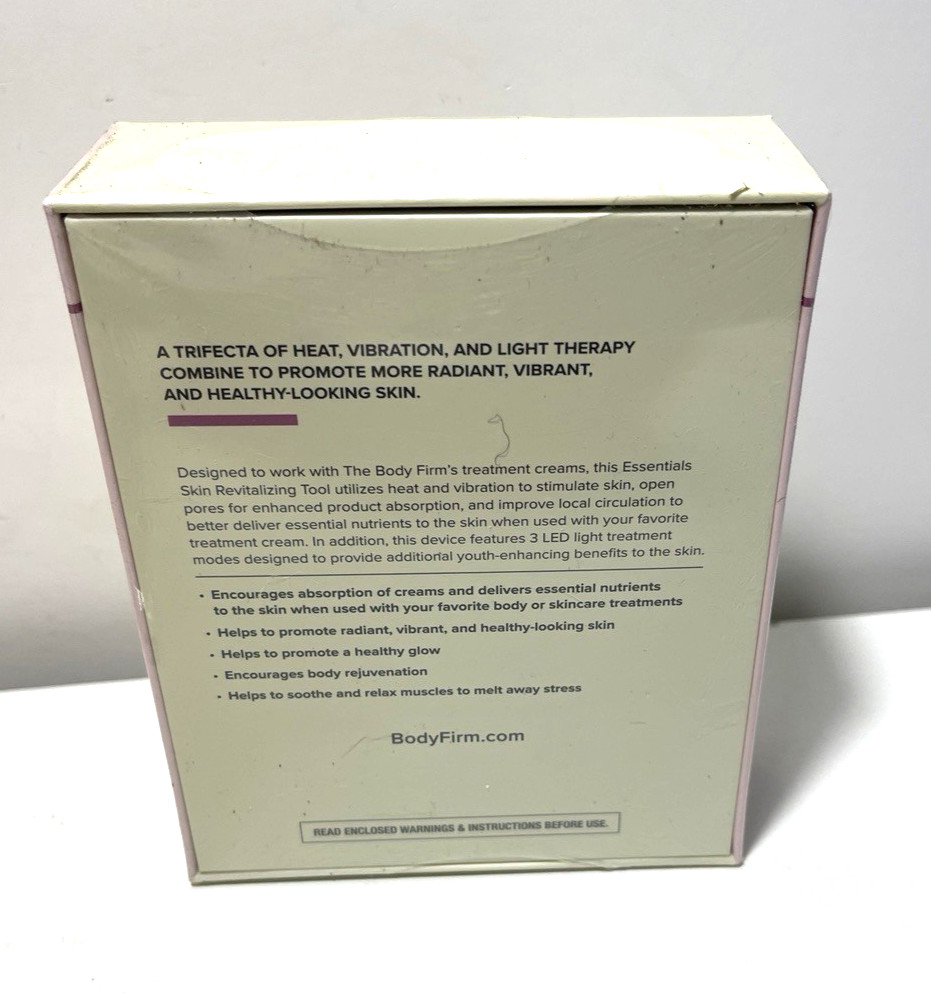 A TRIFECTA OF HEAT, VIBRATION, AND LIGHT THERAPY
COMBINE TO PROMOTE MORE RADIANT, VIBRANT,
AND HEALTHY-LOOKING SKIN.
Designed to work with The Body Firm's treatment creams, this Essentials
Skin Revitalizing Tool utilizes heat and vibration to stimulate skin, open
pores for enhanced product absorption, and improve local circulation to
better deliver essential nutrients to the skin when used with your favorite
treatment cream. In addition, this device features 3 LED light treatment
modes designed to provide additional youth-enhancing benefits to the skin.
• Encourages absorption of creams and delivers essential nutrients
to the skin when used with your favorite body or skincare treatments
• Helps to promote radiant, vibrant, and healthy-looking skin
• Helps to promote a healthy glow
• Encourages body rejuvenation
• Helps to soothe and relax muscles to melt away stress
BodyFirm.com
READ ENCLOSED WARNINGS & INSTRUCTIONS BEFORE USE.